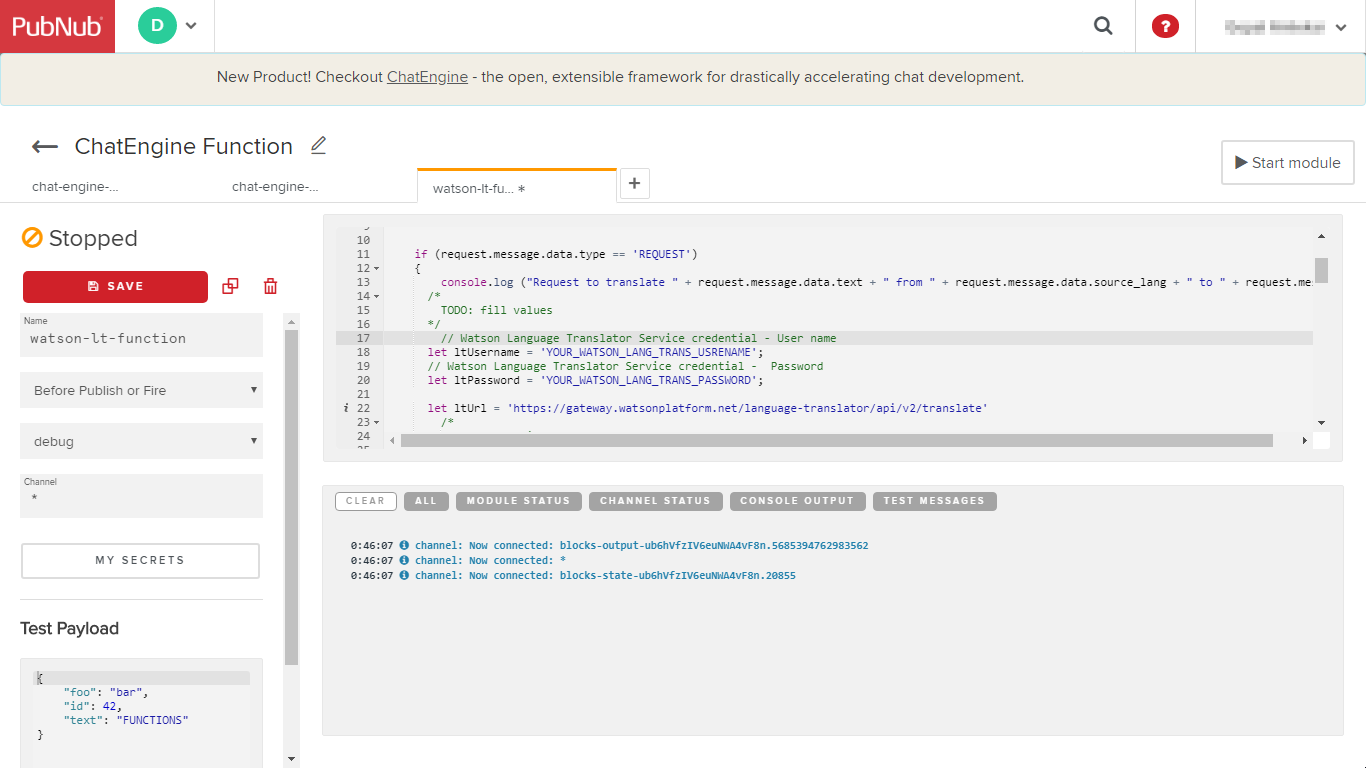 PubNub
D
?
New Product! Checkout ChatEngine - the open, extensible framework for drastically accelerating chat development.
ChatEngine Function
Start module
chat-engine-...
chat-engine-...
watson-lt-fu... *
+
Stopped
SAVE
Name
watson-lt-function
Before Publish or Fire
debug
Channel
*
MY SECRETS
Test Payload
{
"foo": "bar",
"id": 42,
"text": "FUNCTIONS"
}
10
11 if (request.message.data.type == 'REQUEST')
12 {
13 console.log ("Request to translate " + request.message.data.text + " from " + request.message.data.source_lang + " to " + request.me
14 /*
15 TODO: fill values
16 */
17 // Watson Language Translator Service credential - User name
18 let ltUsername = 'YOUR_WATSON_LANG_TRANS_USRENAME';
19 // Watson Language Translator Service credential - Password
20 let ltPassword = 'YOUR_WATSON_LANG_TRANS_PASSWORD';
21
i 22 let ltUrl = 'https://gateway.watsonplatform.net/language-translator/api/v2/translate'
23 /*
24
CLEAR ALL MODULE STATUS CHANNEL STATUS CONSOLE OUTPUT TEST MESSAGES
0:46:07 channel: Now connected: blocks-output-ub6hVfzIV6euNWA4vF8n.5685394762983562
0:46:07 channel: Now connected: *
0:46:07 channel: Now connected: blocks-state-ub6hVfzIV6euNWA4vF8n.20855